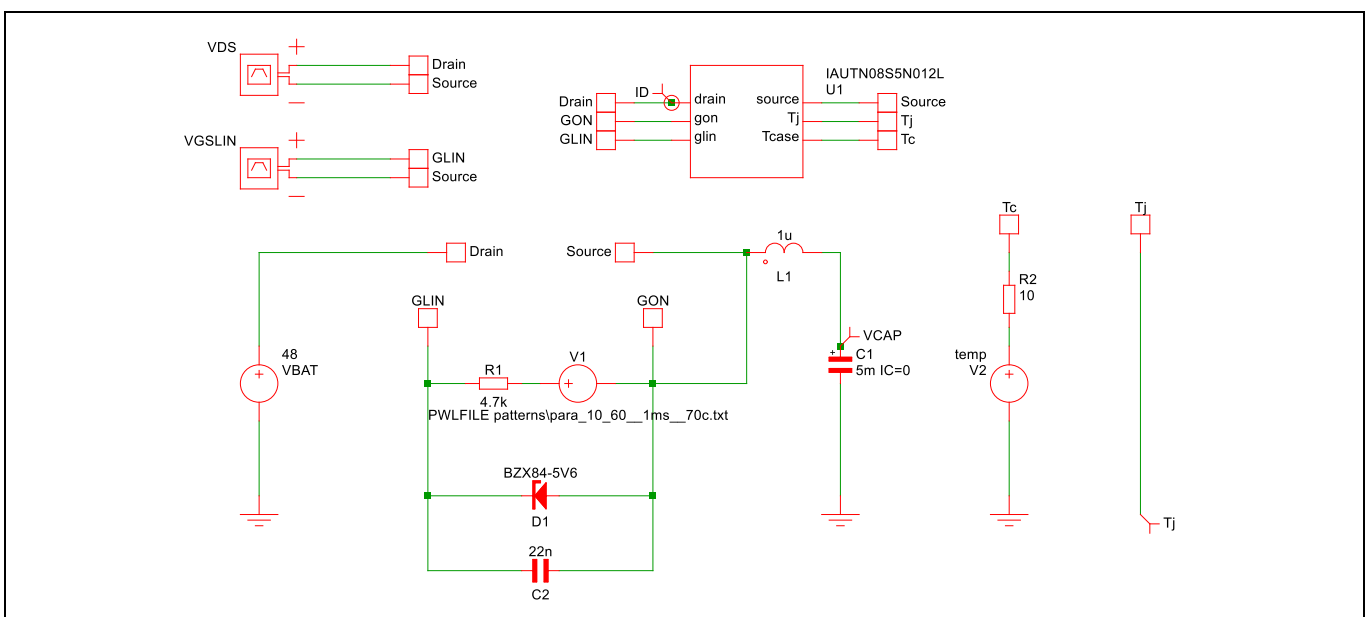 VDS
+
Drain
Source
−
VGSLIN
+
GLIN
Source
−
IAUTN08S5N012L
U1
ID
Drain
GON
GLIN
drain
gon
glin
source
Tj
Tcase
Source
Tj
Tc
Drain
Source
1u
L1
Tc
Tj
R2
10
GLIN
GON
48
VBAT
+
R1
4.7k
V1
+
PWLFILE patterns\para_10_60__1ms__70c.txt
VCAP
+
C1
5m IC=0
temp
V2
+
BZX84-5V6
D1
Tj
22n
C2